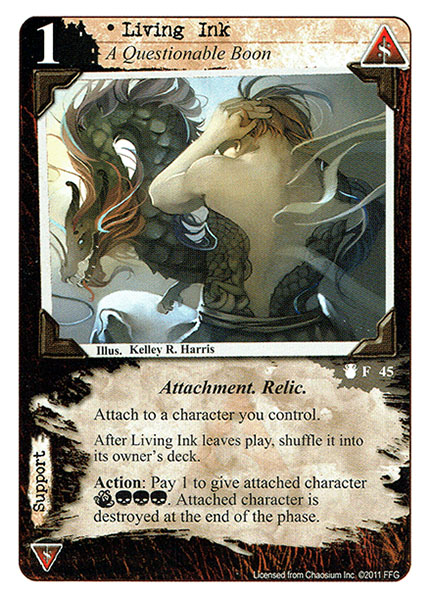 1
• Living Ink
A Questionable Boon
Illus. Kelley R. Harris
F 45
Attachment. Relic.
Attach to a character you control.
After Living Ink leaves play, shuffle it into
its owner's deck.
Action: Pay 1 to give attached character
. Attached character is
destroyed at the end of the phase.
Support
Licensed from Chaosium Inc. ©2011 FFG